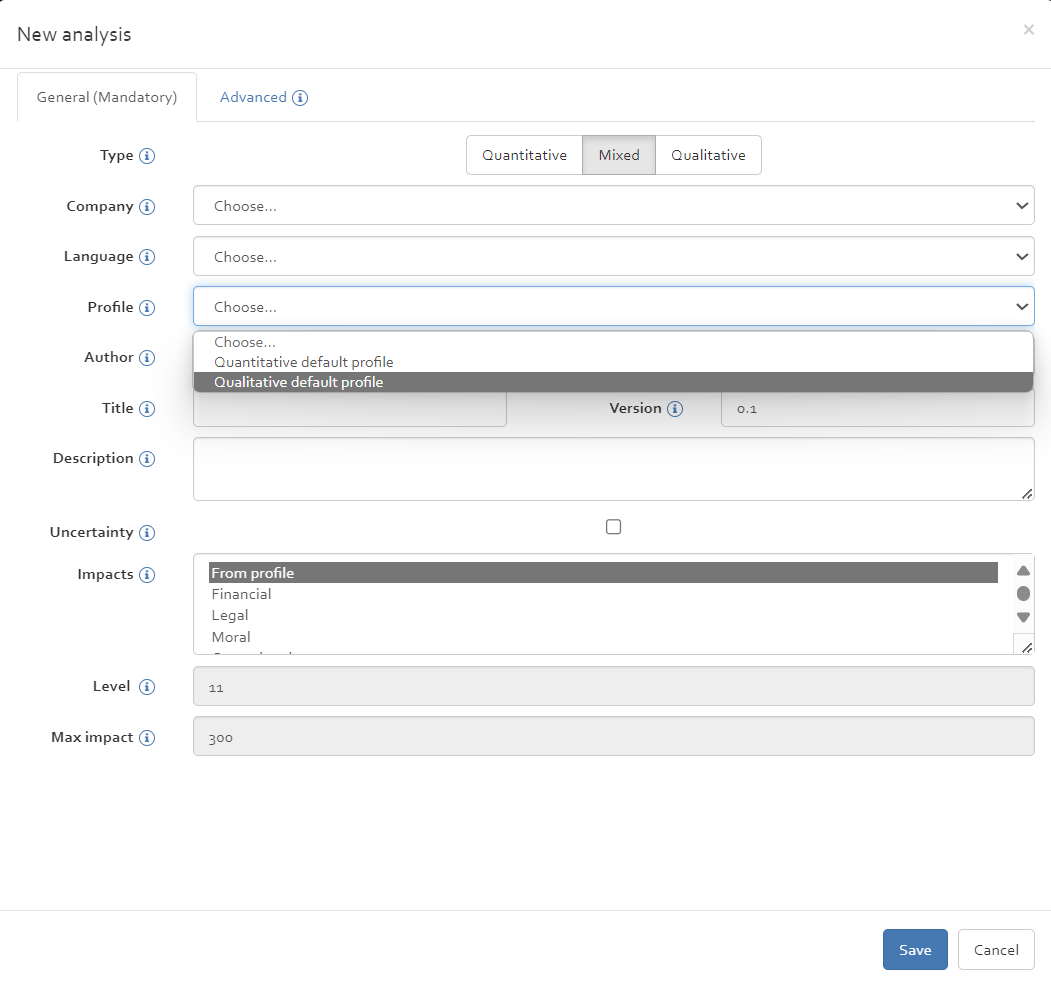 New analysis
×
General (Mandatory) Advanced
Type Quantitative Mixed Qualitative
Company Choose...
Language Choose...
Profile Choose...
Choose...
Author Quantitative default profile
Qualitative default profile
Title Version 0.1
Description
Uncertainty
Impacts From profile
Financial
Legal
Moral
Level 11
Max impact 300
Save Cancel